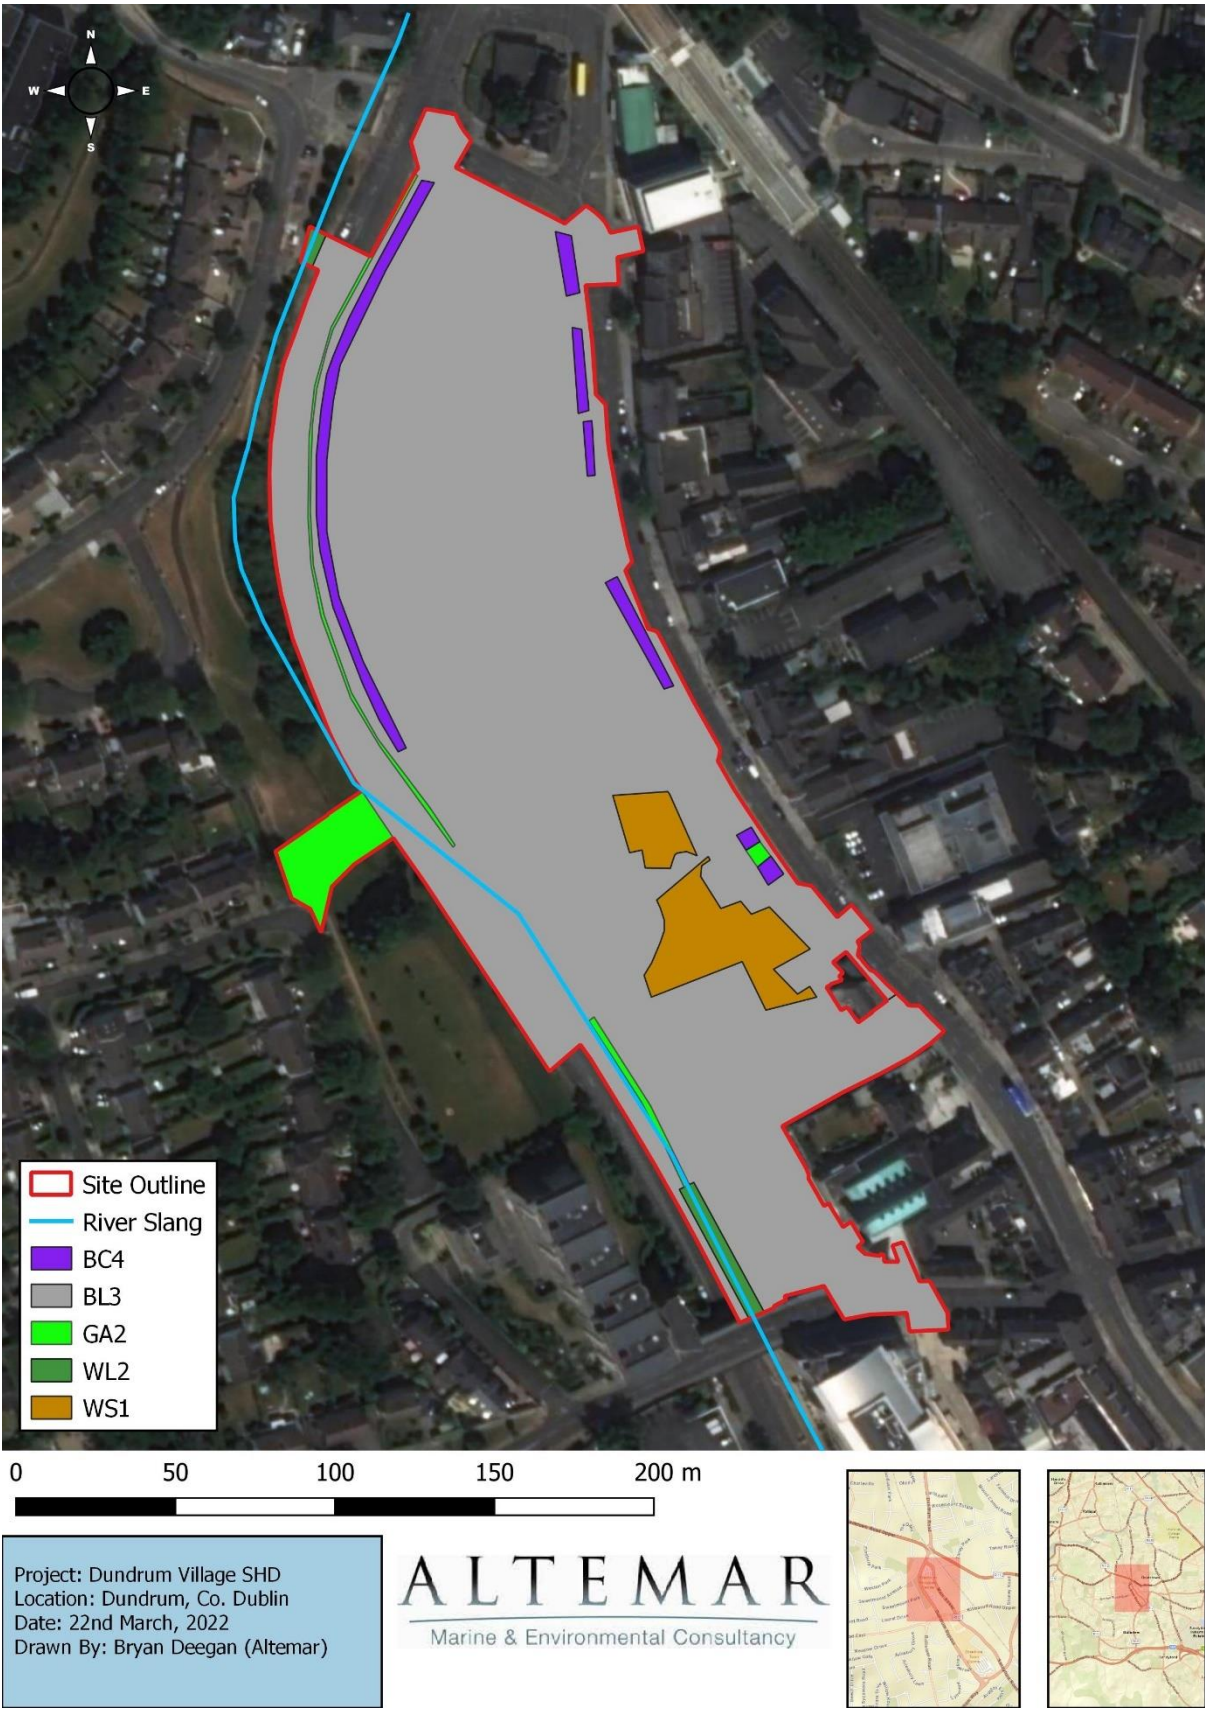 N
W E
S
Site Outline
River Slang
BC4
BL3
GA2
WL2
WS1
0 50 100 150 200 m
Project: Dundrum Village SHD
Location: Dundrum, Co. Dublin
Date: 22nd March, 2022
Drawn By: Bryan Deegan (Altemar)
ALTEMAR
Marine & Environmental Consultancy